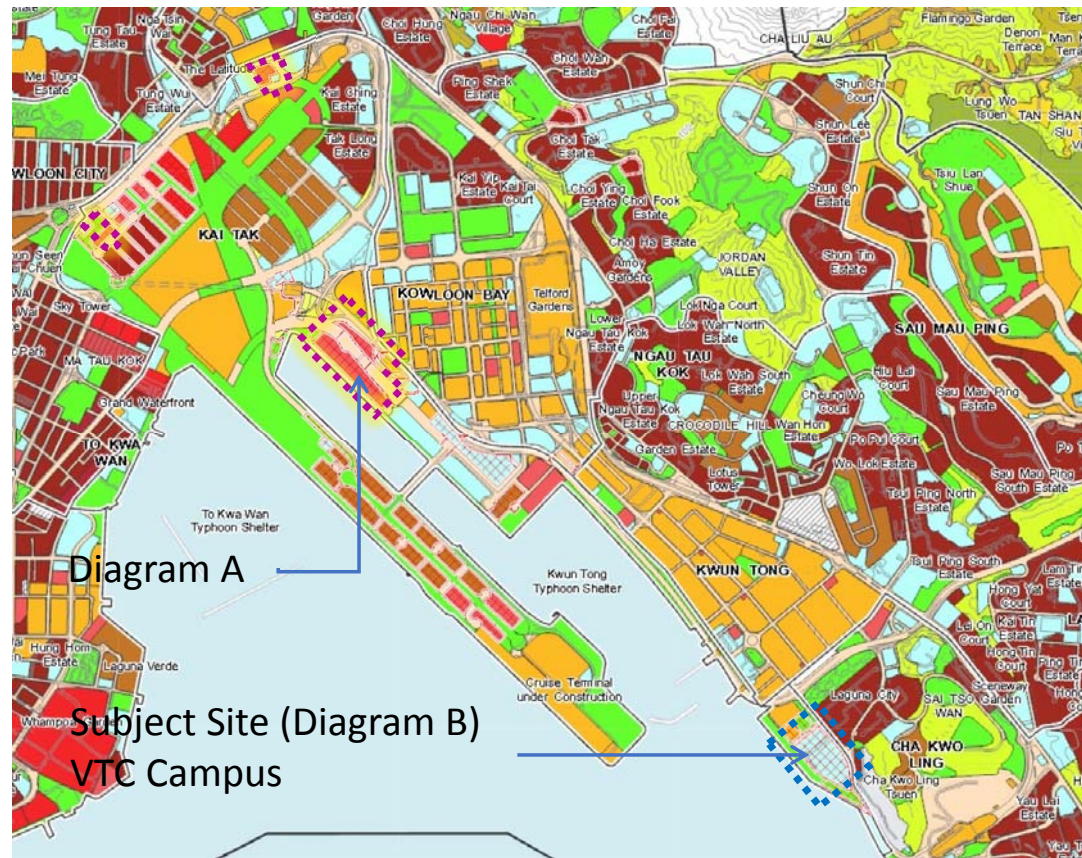 Nga Tsin
Wai
Tung Tau
Estate
Garden
Choi Hung
Estate
Ngau Chi Wan
Village
Choi Fai
Estate
Flamingo Garden
Denon
Terrace
CHA LIU AU
Choi Wan
Estate
Mei Tung
Estate
The Latitude
Ping Shek
Estate
Tung Wui
Estate
Kai Ching
Estate
Shun Chi
Court
Lung Wo
Tsuen
TAN SHAN
Tak Long
Estate
Choi Tak
Estate
Shun Lee
Estate
WLOON CITY
Kai Yip
Estate
Kai Tai
Court
Shun On
Estate
Tsiu Lan
Shue
Choi Ying
Estate
Choi Fook
Estate
KAI TAK
Choi Ha Estate
Amoy
Gardens
JORDAN
VALLEY
Shun Tin
Estate
Sky Tower
KOWLOON BAY
Telford
Gardens
Lok Nga Court
Lower
Ngau Tau Kok
Estate
Lok Wah North
Estate
SAU MAU PING
MA TAU KOK
NGAU TAU
KOK
Hiu Lai
Court
Grand Waterfront
Lok Wah South
Estate
Cheung Wo
Court
Sau Mau Ping
Estate
Upper
Ngau Tau Kok
Estate
CROCODILE HILL
Wan Hon
Estate
TO KWA
WAN
Garden Estate
Po Pui Court
Wo Lok Estate
Lotus
Tower
Sau Mau Ping
South Estate
Tsui Ping North
Estate
To Kwa Wan
Typhoon Shelter
Diagram A
Kwun Tong
Typhoon Shelter
KWUN TONG
Tsui Ping South
Estate
Lam Tin
Estate
Hong Yat
Court
Lei On
Court
Kai Tin
Estate
Hong Tin
Court
Hung Hom
Estate
Laguna Verde
Sceneway
Garden
Cruise Terminal
under Construction
Laguna City
SAI TSO
WAN
Whampoa Garden
Subject Site (Diagram B)
VTC Campus
CHA KWO
LING
Cha Kwo Ling
Tsuen
Yau Lai
Estate